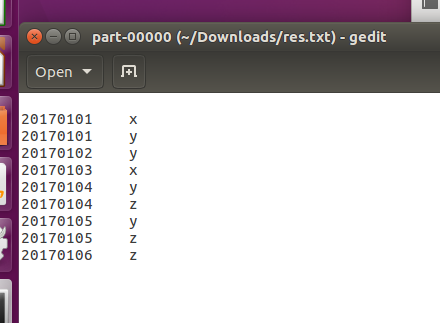 part-00000 (~/Downloads/res.txt) - gedit
Open
20170101 x
20170101 y
20170102 y
20170103 x
20170104 y
20170104 z
20170105 y
20170105 z
20170106 z